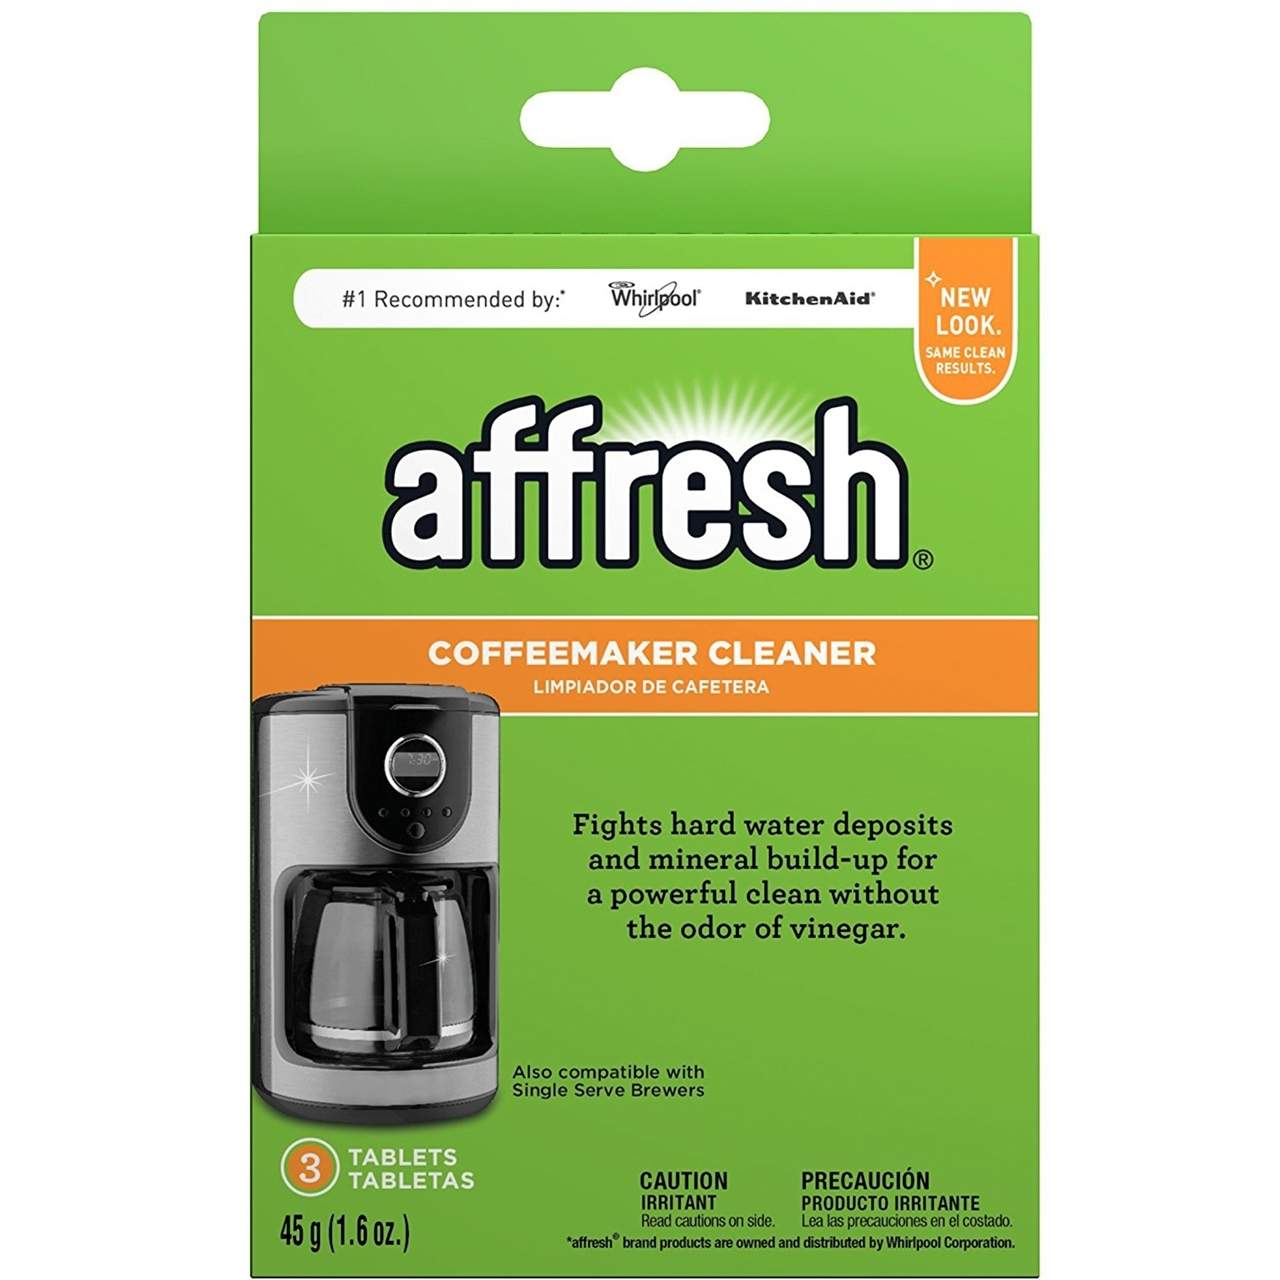 #1 Recommended by:* Whirlpool® KitchenAid®
NEW
LOOK.
SAME CLEAN
RESULTS.
affresh®
COFFEEMAKER CLEANER
LIMPIADOR DE CAFETERA
7:30
Fights hard water deposits
and mineral build-up for
a powerful clean without
the odor of vinegar.
Also compatible with
Single Serve Brewers
3 TABLETS
TABLETAS
45 g (1.6 oz.)
CAUTION
IRRITANT
Read cautions on side.
PRECAUCIÓN
PRODUCTO IRRITANTE
Lea las precauciones en el costado.
*affresh® brand products are owned and distributed by Whirlpool Corporation.